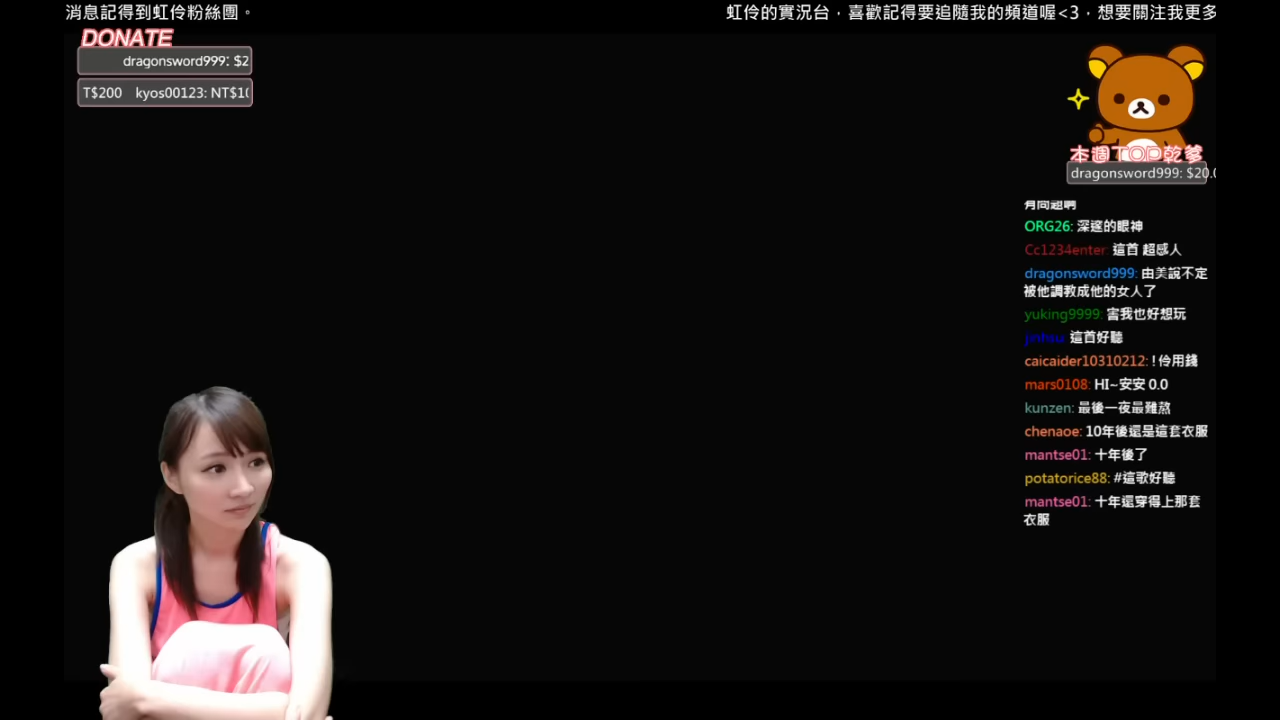 消息記得到虹伶粉絲團。
虹伶的實況台，喜歡記得要追隨我的頻道喔<3，想要關注我更多
DONATE
dragonsword999: $2
T$200 kyos00123: NT$10
本週TOP乾爹
dragonsword999: $20.0
有問題啊
ORG26: 深邃的眼神
Cc1234enter: 這首 超感人
dragonsword999: 由美說不定
被他調教成他的女人了
yuking9999: 害我也好想玩
這首好聽
caicaider10310212: ! 伶用錢
mars0108: HI~安安 0.0
kunzen: 最後一夜最難熬
chenaoe: 10年後還是這套衣服
mantse01: 十年後了
potatorice88: #這歌好聽
mantse01: 十年還穿得上那套
衣服